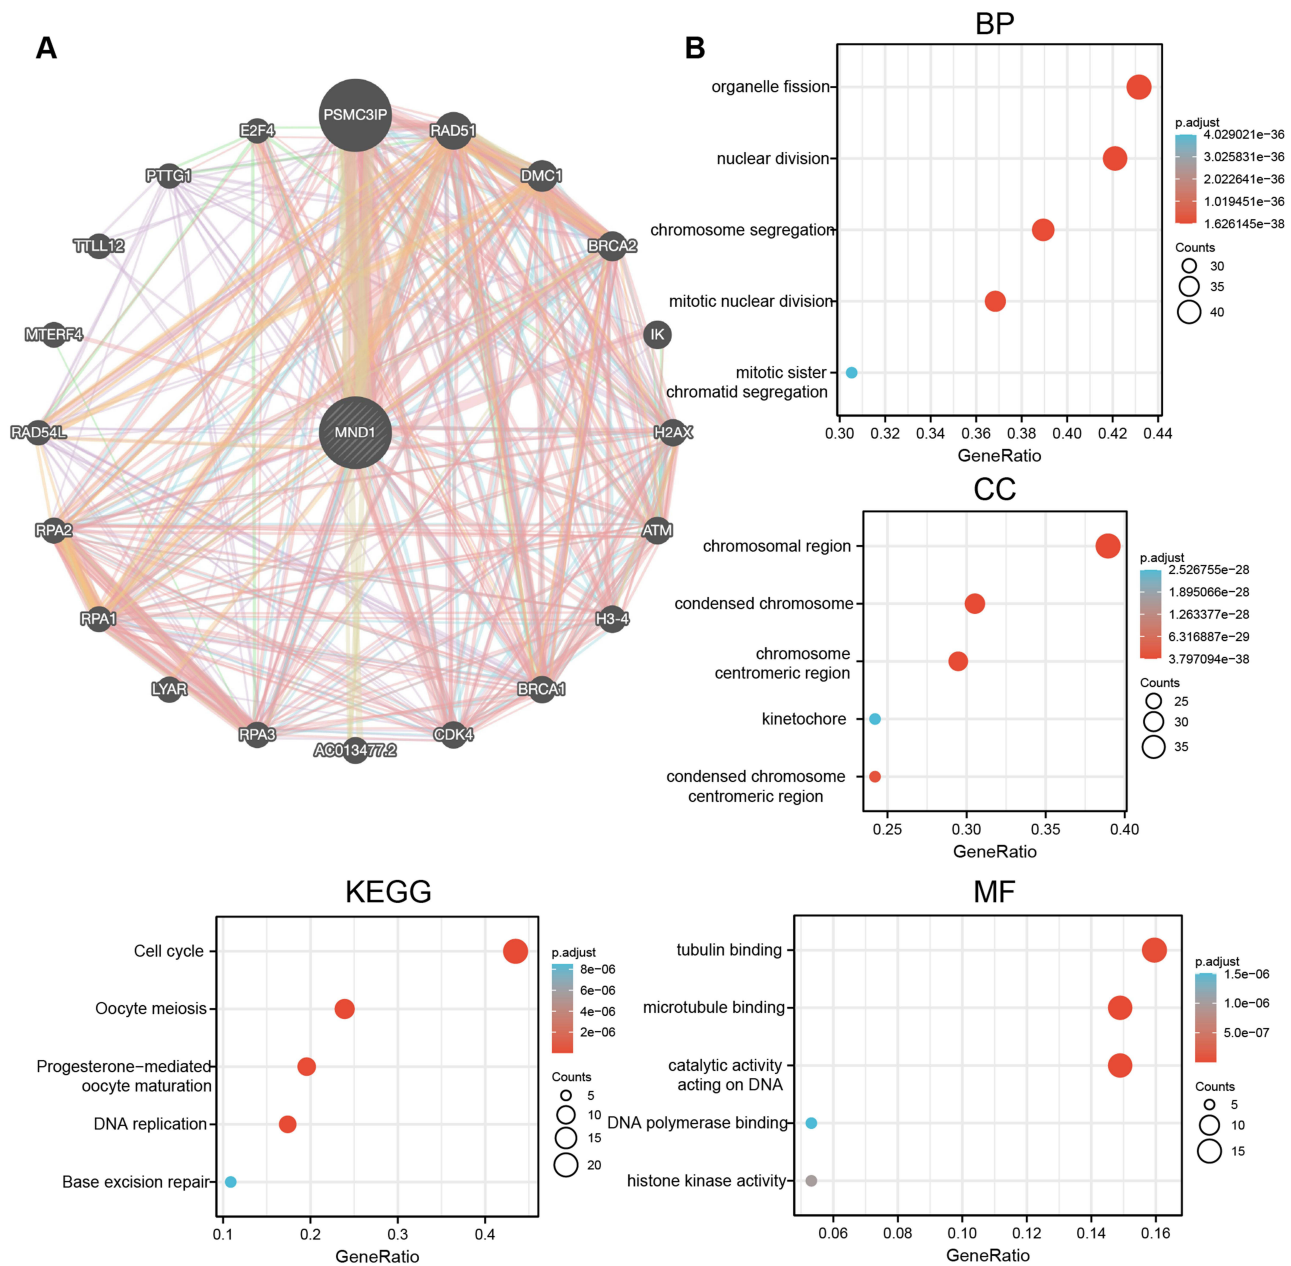 A
PSMC3IP
E2F4
RAD51
PTTG1
DMC1
TTLL12
BRCA2
MTERF4
IK
RAD54L
MND1
H2AX
RPA2
ATM
RPA1
H3-4
LYAR
BRCA1
RPA3
AC013477.2
CDK4
B
BP
organelle fission
nuclear division
chromosome segregation
mitotic nuclear division
mitotic sister
chromatid segregation
0.30 0.32 0.34 0.36 0.38 0.40 0.42 0.44
GeneRatio
p.adjust
4.029021e−36
3.025831e−36
2.022641e−36
1.019451e−36
1.626145e−38
Counts
30
35
40
CC
chromosomal region
condensed chromosome
chromosome
centromeric region
kinetochore
condensed chromosome
centromeric region
0.25 0.30 0.35 0.40
GeneRatio
p.adjust
2.526755e−28
1.895066e−28
1.263377e−28
6.316887e−29
3.797094e−38
Counts
25
30
35
KEGG
Cell cycle
Oocyte meiosis
Progesterone−mediated
oocyte maturation
DNA replication
Base excision repair
0.1 0.2 0.3 0.4
GeneRatio
p.adjust
8e−06
6e−06
4e−06
2e−06
Counts
5
10
15
20
MF
tubulin binding
microtubule binding
catalytic activity
acting on DNA
DNA polymerase binding
histone kinase activity
0.06 0.08 0.10 0.12 0.14 0.16
GeneRatio
p.adjust
1.5e−06
1.0e−06
5.0e−07
Counts
5
10
15